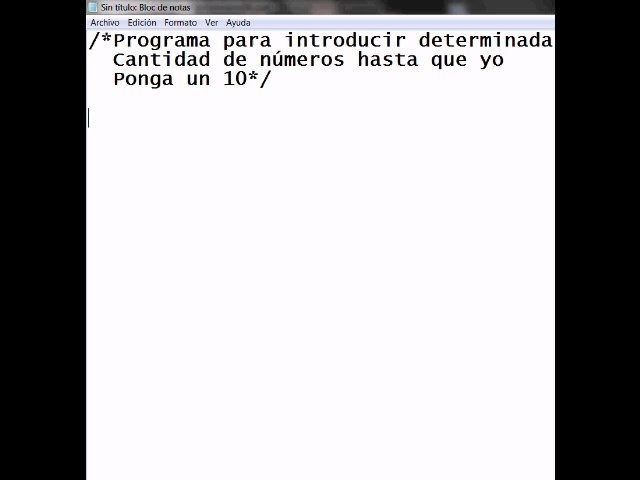 Sin título: Bloc de notas
Archivo Edición Formato Ver Ayuda
/*Programa para introducir determinada
Cantidad de números hasta que yo
Ponga un 10*/